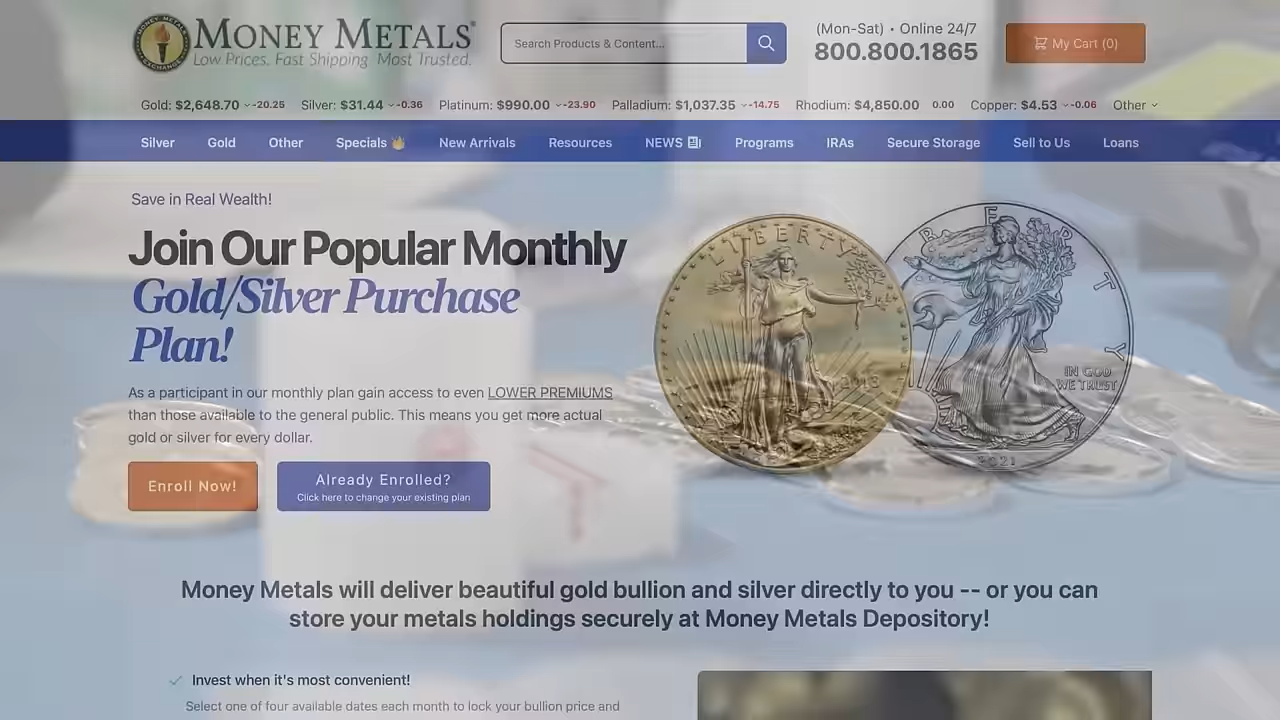 MONEY METALS EXCHANGE
MONEY METALS®
Low Prices. Fast Shipping. Most Trusted.
Search Products & Content...
(Mon-Sat) • Online 24/7
800.800.1865
My Cart (0)
Gold: $2,648.70 -20.25 Silver: $31.44 -0.36 Platinum: $990.00 -23.90 Palladium: $1,037.35 -14.75 Rhodium: $4,850.00 0.00 Copper: $4.53 -0.06 Other
Silver Gold Other Specials New Arrivals Resources NEWS Programs IRAs Secure Storage Sell to Us Loans
Save in Real Wealth!
Join Our Popular Monthly
Gold/Silver Purchase
Plan!
As a participant in our monthly plan gain access to even LOWER PREMIUMS
than those available to the general public. This means you get more actual
gold or silver for every dollar.
Enroll Now!
Already Enrolled?
Click here to change your existing plan
LIBERTY
LIBERTY
IN GOD
WE TRUST
2021
Money Metals will deliver beautiful gold bullion and silver directly to you -- or you can
store your metals holdings securely at Money Metals Depository!
Invest when it's most convenient!
Select one of four available dates each month to lock your bullion price and